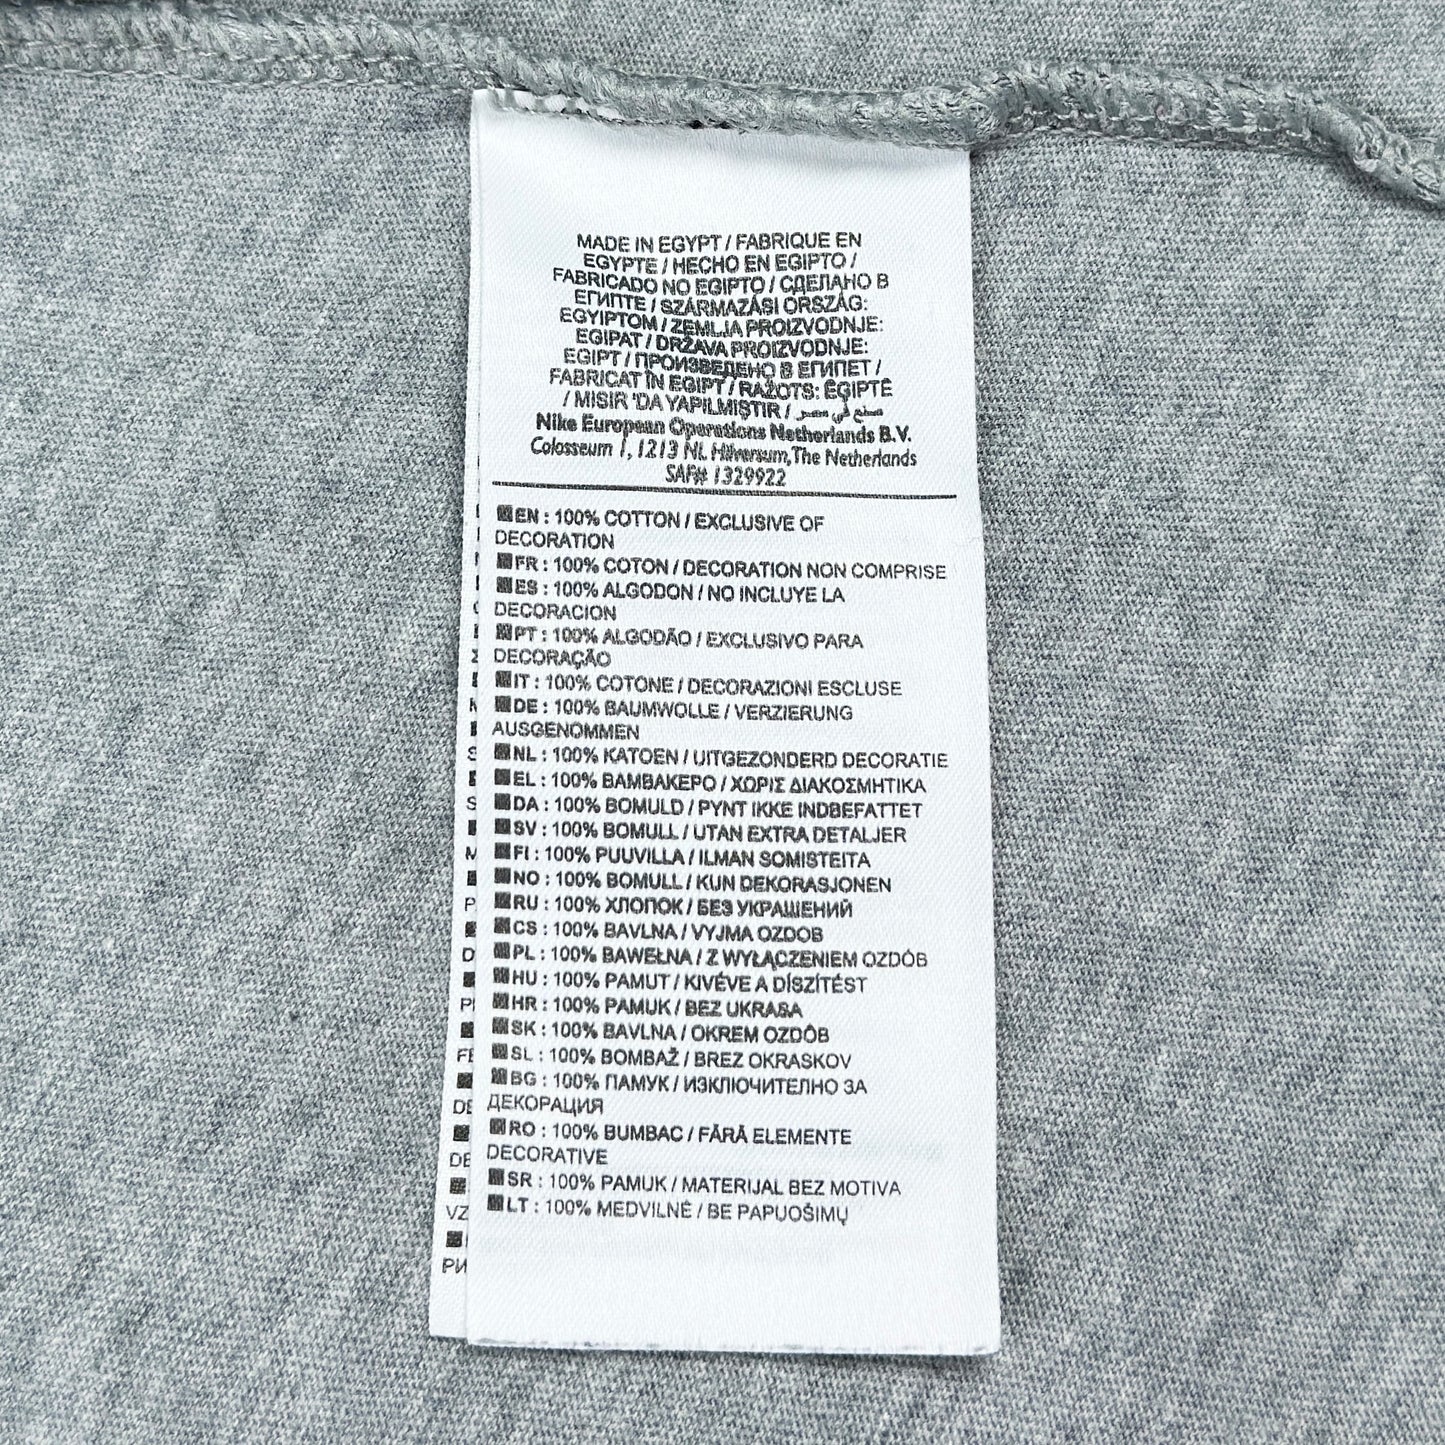 MADE IN EGYPT / FABRIQUE EN
EGYPTE / HECHO EN EGIPTO /
FABRICADO NO EGIPTO / СДЕЛАНО В
ЕГИПТЕ / SZÁRMAZÁSI ORSZÁG:
EGYIPTOM / ZEMLJA PROIZVODNJE:
EGIPAT / DRŽAVA PROIZVODNJE:
EGIPT / ПРОИЗВЕДЕНО В ЕГИПЕТ /
FABRICAT ÎN EGIPT / RAŽOTS: ĒĢIPTĒ
/ MISIR 'DA YAPILMIŞTIR / صنع في مصر
Nike European Operations Netherlands B.V.
Colosseum 1, 1213 NL Hilversum, The Netherlands
SAF# 1329922
EN : 100% COTTON / EXCLUSIVE OF
DECORATION
FR : 100% COTON / DECORATION NON COMPRISE
ES : 100% ALGODON / NO INCLUYE LA
DECORACION
PT : 100% ALGODÃO / EXCLUSIVO PARA
DECORAÇÃO
IT : 100% COTONE / DECORAZIONI ESCLUSE
DE : 100% BAUMWOLLE / VERZIERUNG
AUSGENOMMEN
NL : 100% KATOEN / UITGEZONDERD DECORATIE
EL : 100% ΒΑΜΒΑΚΕΡΟ / ΧΩΡΙΣ ΔΙΑΚΟΣΜΗΤΙΚΑ
DA : 100% BOMULD / PYNT IKKE INDBEFATTET
SV : 100% BOMULL / UTAN EXTRA DETALJER
FI : 100% PUUVILLA / ILMAN SOMISTEITA
NO : 100% BOMULL / KUN DEKORASJONEN
RU : 100% ХЛОПОК / БЕЗ УКРАШЕНИЙ
CS : 100% BAVLNA / VYJMA OZDOB
PL : 100% BAWEŁNA / Z WYŁĄCZENIEM OZDÓB
HU : 100% PAMUT / KIVÉVE A DÍSZÍTÉST
HR : 100% PAMUK / BEZ UKRASA
SK : 100% BAVLNA / OKREM OZDÔB
SL : 100% BOMBAŽ / BREZ OKRASKOV
BG : 100% ПАМУК / ИЗКЛЮЧИТЕЛНО ЗА
ДЕКОРАЦИЯ
RO : 100% BUMBAC / FĂRĂ ELEMENTE
DECORATIVE
SR : 100% PAMUK / MATERIJAL BEZ MOTIVA
LT : 100% MEDVILNĖ / BE PAPUOŠIMŲ